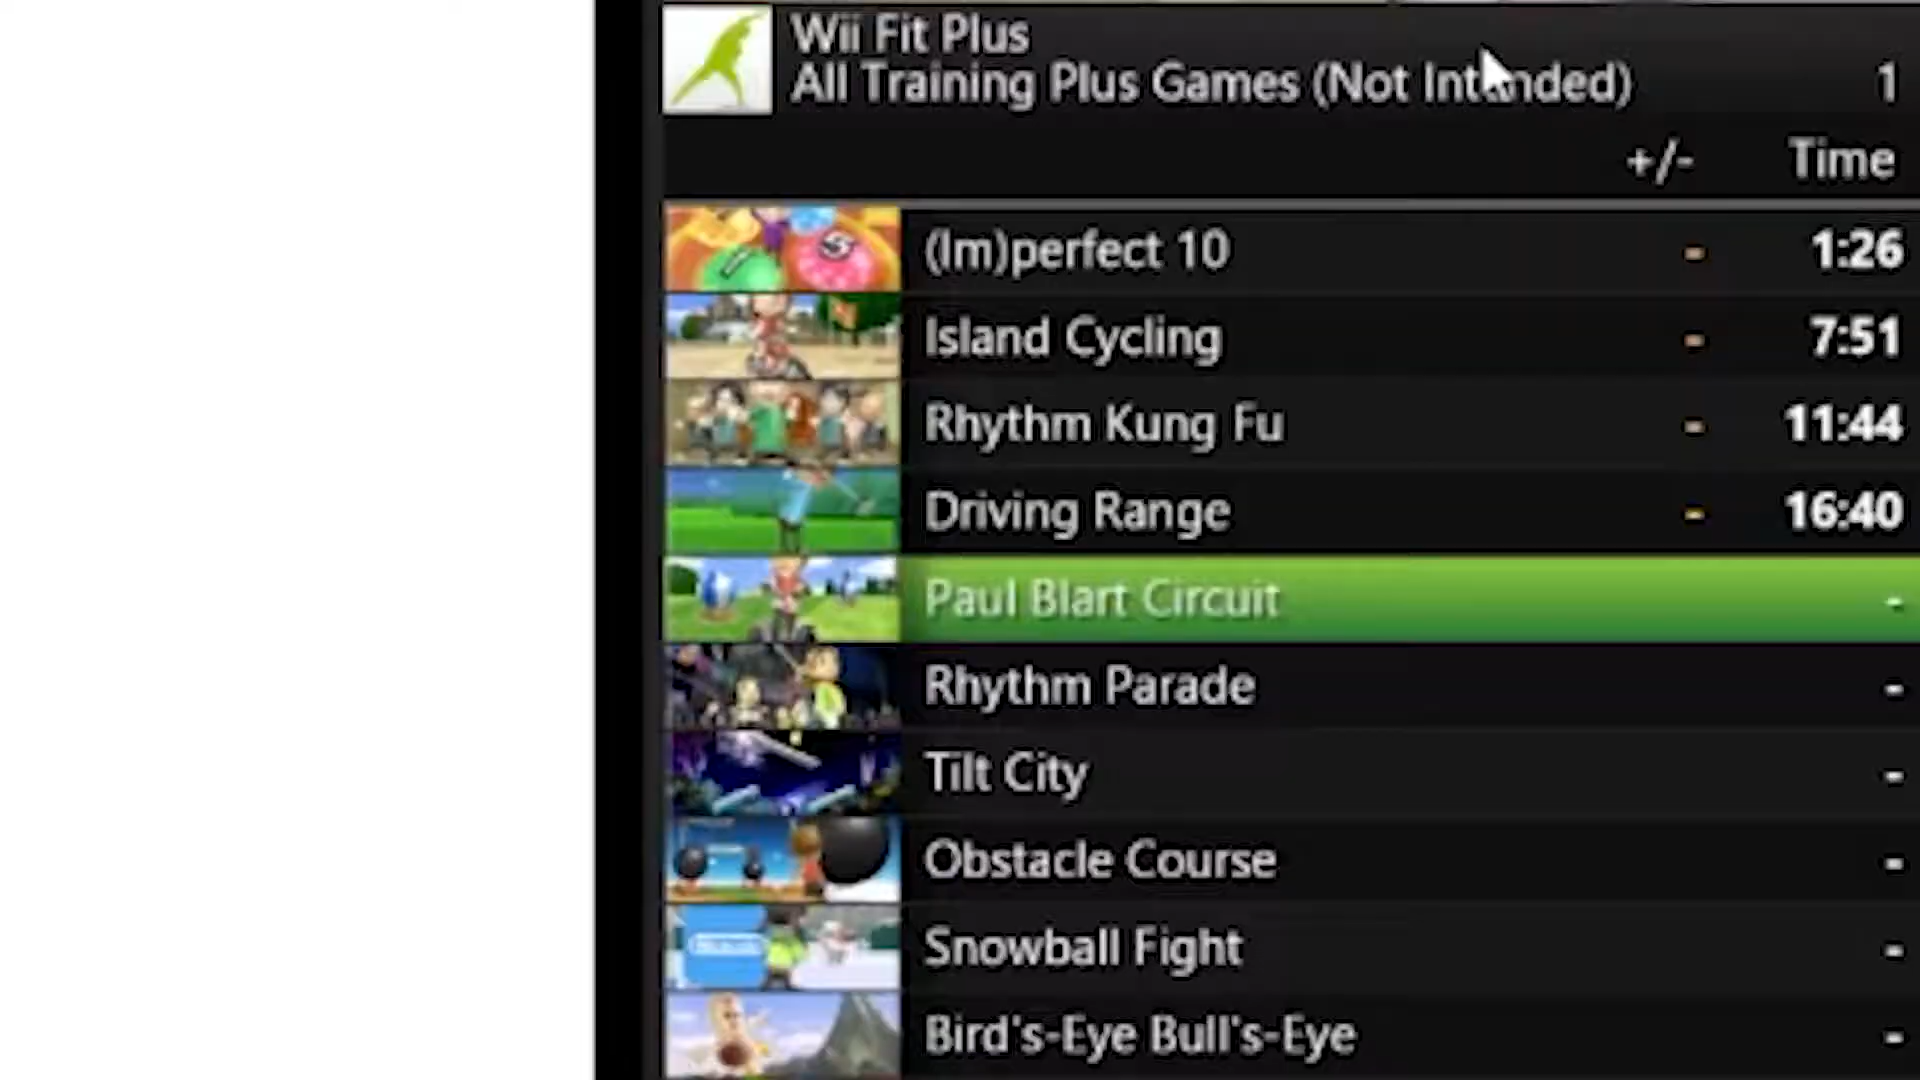 Wii Fit Plus
All Training Plus Games (Not Intended) 1
+/- Time
(Im)perfect 10 - 1:26
Island Cycling - 7:51
Rhythm Kung Fu - 11:44
Driving Range - 16:40
Paul Blart Circuit -
Rhythm Parade -
Tilt City -
Obstacle Course -
Snowball Fight -
Bird's-Eye Bull's-Eye -